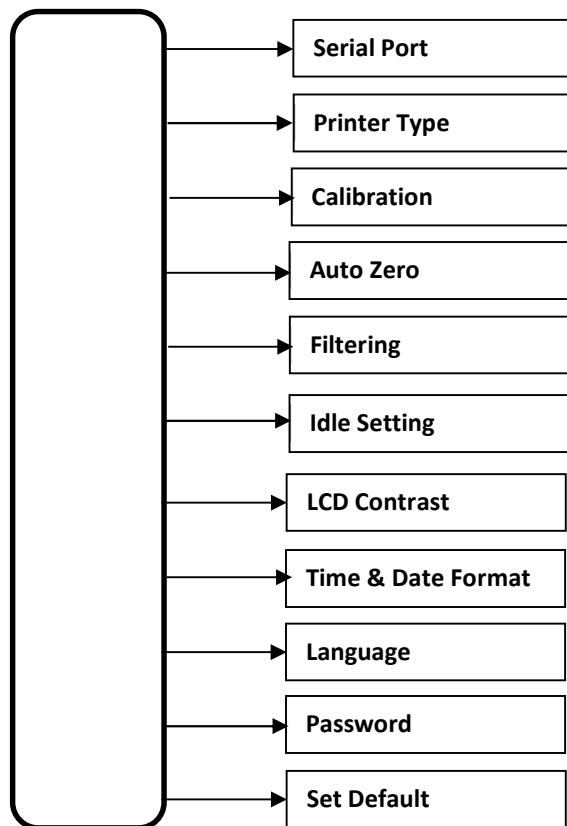 Serial Port
Printer Type
Calibration
Auto Zero
Filtering
Idle Setting
LCD Contrast
Time & Date Format
Language
Password
Set Default